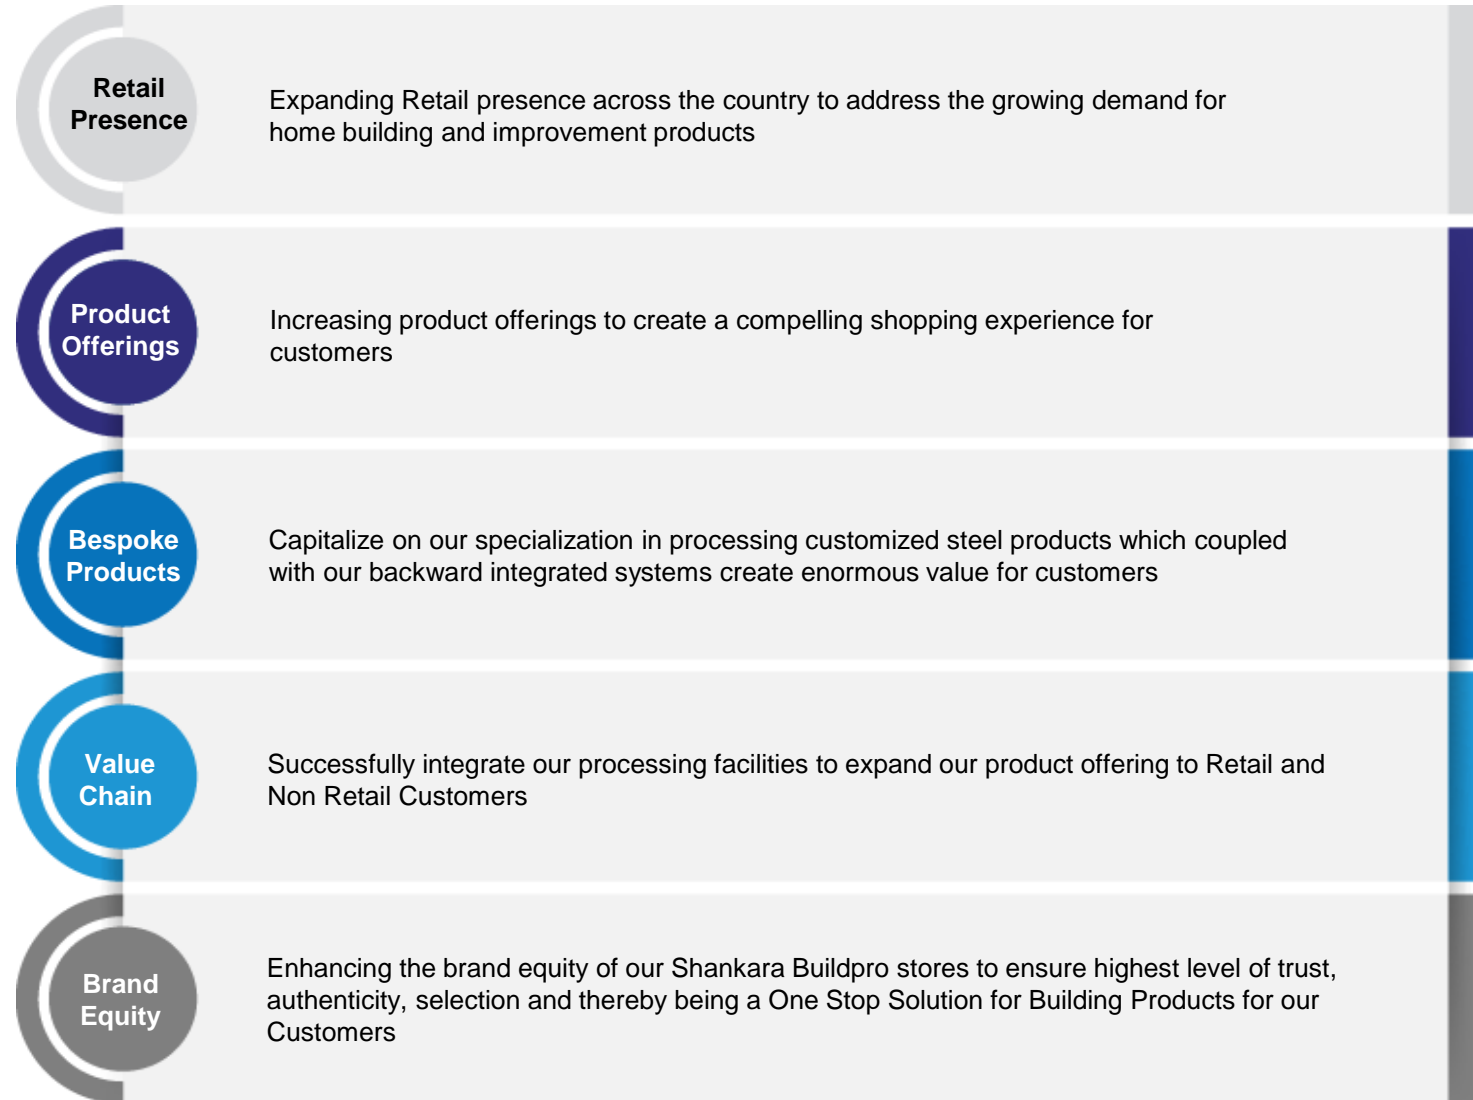 Retail
Presence
Expanding Retail presence across the country to address the growing demand for
home building and improvement products
Product
Offerings
Increasing product offerings to create a compelling shopping experience for
customers
Bespoke
Products
Capitalize on our specialization in processing customized steel products which coupled
with our backward integrated systems create enormous value for customers
Value
Chain
Successfully integrate our processing facilities to expand our product offering to Retail and
Non Retail Customers
Brand
Equity
Enhancing the brand equity of our Shankara Buildpro stores to ensure highest level of trust,
authenticity, selection and thereby being a One Stop Solution for Building Products for our
Customers